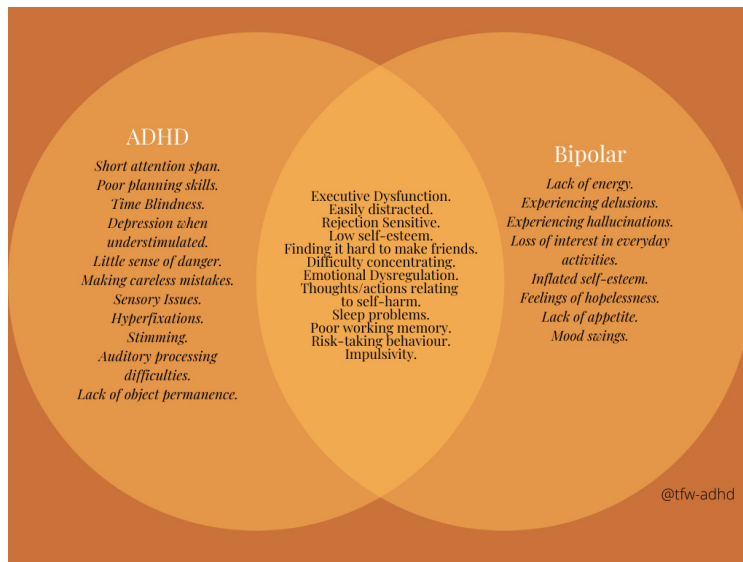 ADHD
Short attention span.
Poor planning skills.
Time Blindness.
Depression when
understimulated.
Little sense of danger.
Making careless mistakes.
Sensory Issues.
Hyperfixations.
Stimming.
Auditory processing
difficulties.
Lack of object permanence.
Executive Dysfunction.
Easily distracted.
Rejection Sensitive.
Low self-esteem.
Finding it hard to make friends.
Difficulty concentrating.
Emotional Dysregulation.
Thoughts/actions relating
to self-harm.
Sleep problems.
Poor working memory.
Risk-taking behaviour.
Impulsivity.
Bipolar
Lack of energy.
Experiencing delusions.
Experiencing hallucinations.
Loss of interest in everyday
activities.
Inflated self-esteem.
Feelings of hopelessness.
Lack of appetite.
Mood swings.
@tfw-adhd